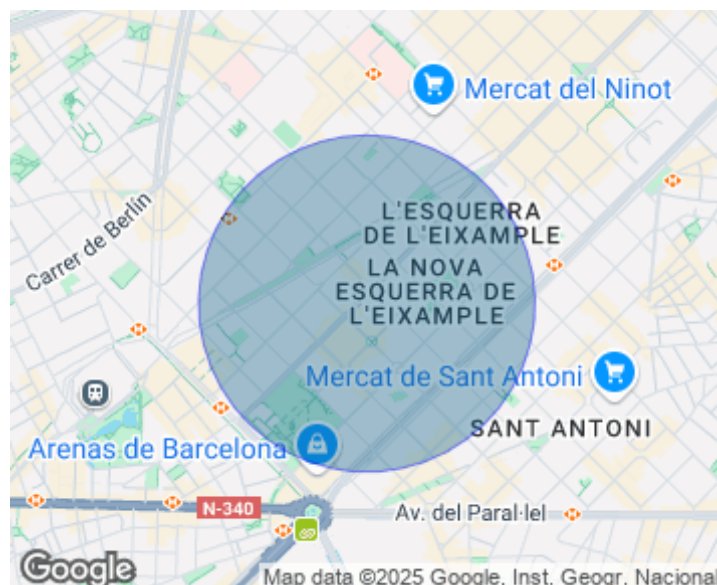 Mercat del Ninot
L'ESQUERRA
DE L'EIXAMPLE
Carrer de Berlín
LA NOVA
ESQUERRA DE
L'EIXAMPLE
Mercat de Sant Antoni
SANT ANTONI
Arenas de Barcelona
N-340
Av. del Paral·lel
Google
Map data ©2025 Google, Inst. Geogr. Nacional